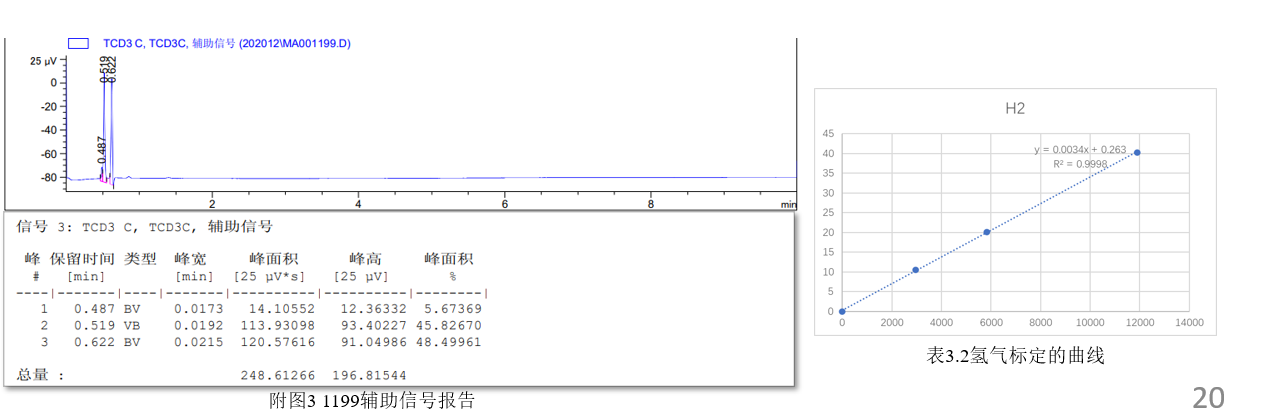 TCD3 C, TCD3C, 辅助信号 (202012\MA001199.D)
25 µV
0
-20
-40
-60
-80
0.487
0.519
0.622
2
4
6
8
min
信号 3: TCD3 C, TCD3C, 辅助信号
峰 保留时间 类型 峰宽 峰面积 峰高 峰面积
# [min] [min] [25 µV*s] [25 µV] %
----|-------|----|-------|----------|----------|--------|
1 0.487 BV 0.0173 14.10552 12.36332 5.67369
2 0.519 VB 0.0192 113.93098 93.40227 45.82670
3 0.622 BV 0.0215 120.57616 91.04986 48.49961
总量 : 248.61266 196.81544
附图3 1199辅助信号报告
H2
45
40
35
30
25
20
15
10
5
0
y = 0.0034x + 0.263
R² = 0.9998
0 2000 4000 6000 8000 10000 12000 14000
表3.2氢气标定的曲线
20